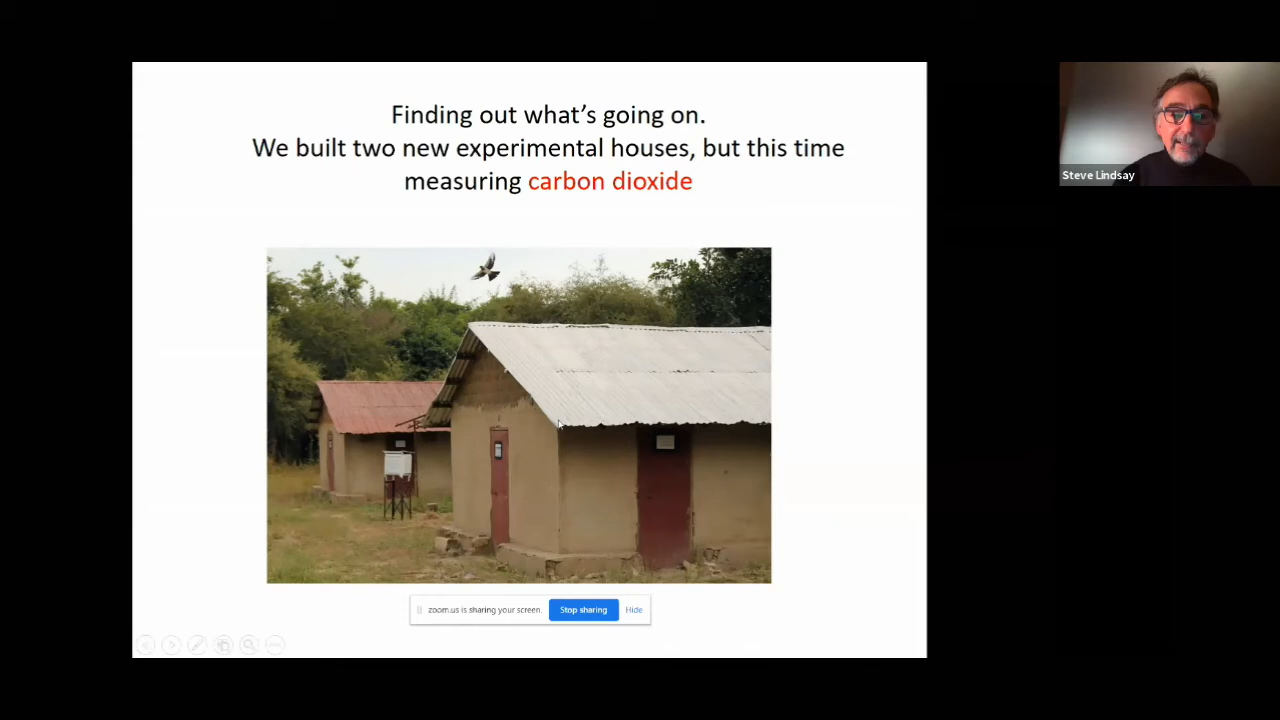 Finding out what's going on.
We built two new experimental houses, but this time
measuring carbon dioxide
Steve Lindsay
zoom.us is sharing your screen.
Stop sharing
Hide